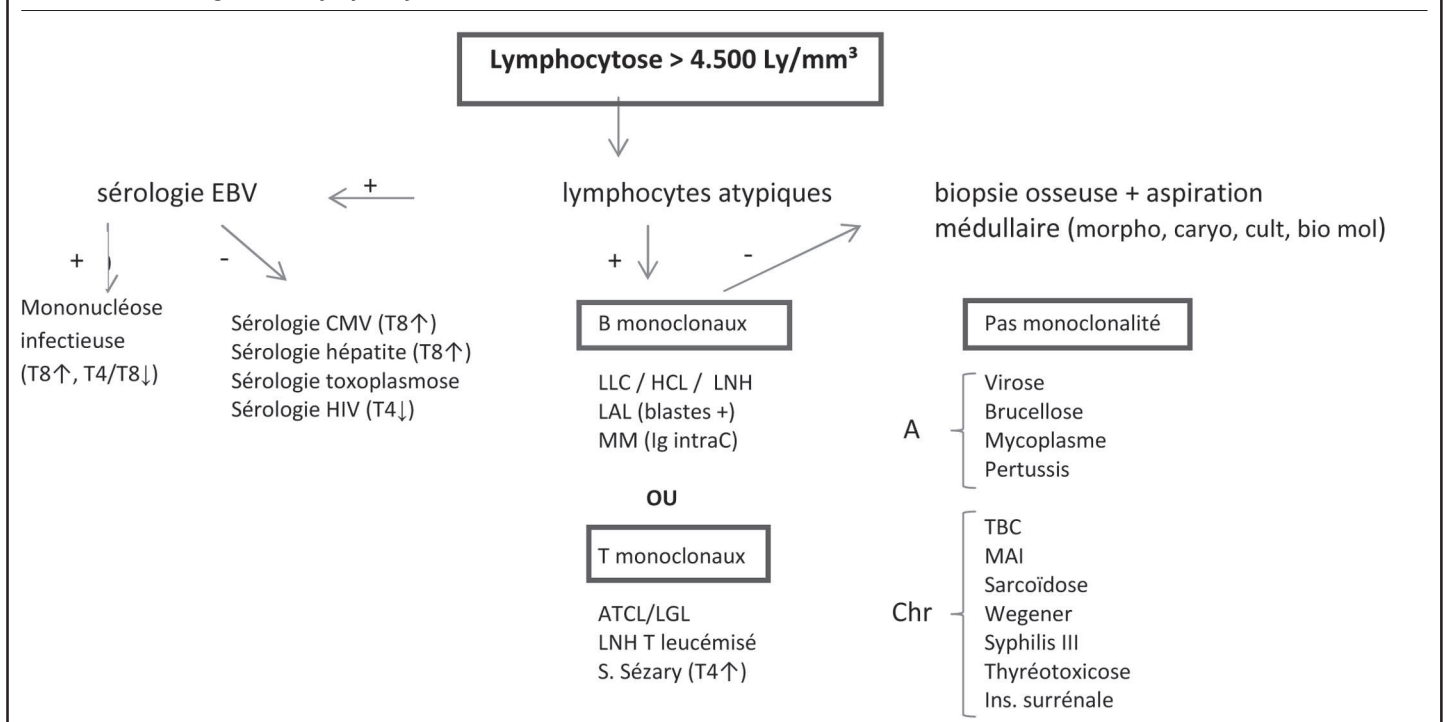 Lymphocytose > 4.500 Ly/mm³
sérologie EBV
+
lymphocytes atypiques
biopsie osseuse + aspiration
médullaire (morpho, caryo, cult, bio mol)
+
-
+
-
Mononucléose
infectieuse
(T8↑, T4/T8↓)
Sérologie CMV (T8↑)
Sérologie hépatite (T8↑)
Sérologie toxoplasmose
Sérologie HIV (T4↓)
B monoclonaux
LLC / HCL / LNH
LAL (blastes +)
MM (Ig intraC)
OU
T monoclonaux
ATCL/LGL
LNH T leucémisé
S. Sézary (T4↑)
Pas monoclonalité
A
Virose
Brucellose
Mycoplasme
Pertussis
Chr
TBC
MAI
Sarcoïdose
Wegener
Syphilis III
Thyréotoxicose
Ins. surrénale